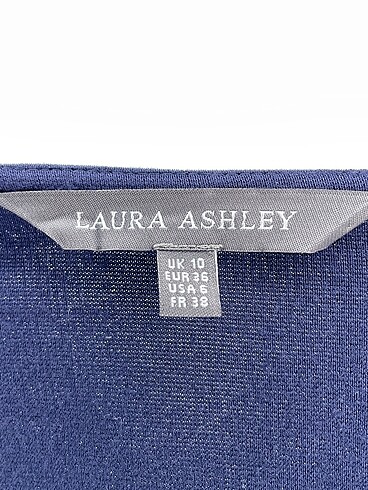 LAURA ASHLEY
UK 10
EUR 36
USA 6
FR 38